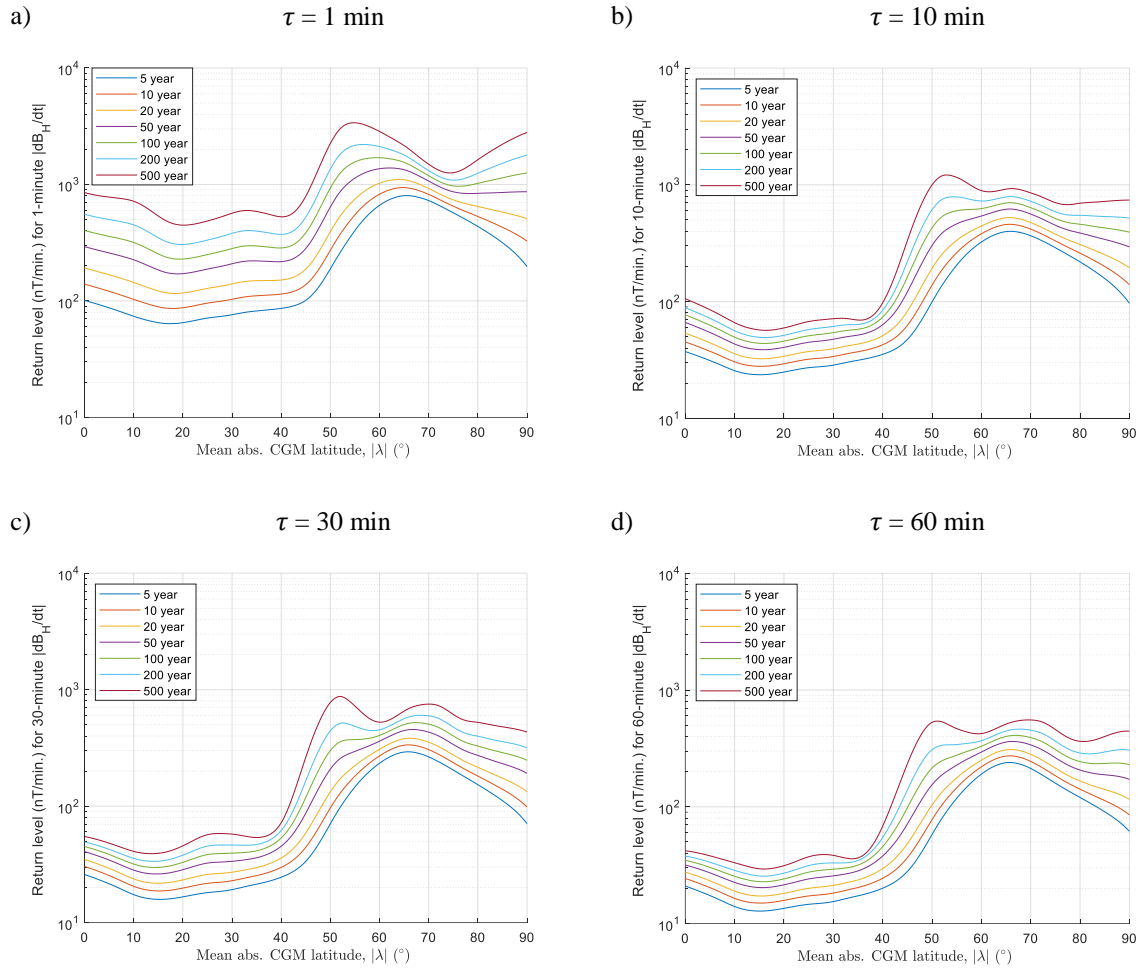 a) τ = 1 min
Return level (nT/min.) for 1-minute |dB_H/dt|
10^4
10^3
10^2
10^1
5 year
10 year
20 year
50 year
100 year
200 year
500 year
0 10 20 30 40 50 60 70 80 90
Mean abs. CGM latitude, |λ| (°)
b) τ = 10 min
Return level (nT/min.) for 10-minute |dB_H/dt|
10^4
10^3
10^2
10^1
5 year
10 year
20 year
50 year
100 year
200 year
500 year
0 10 20 30 40 50 60 70 80 90
Mean abs. CGM latitude, |λ| (°)
c) τ = 30 min
Return level (nT/min.) for 30-minute |dB_H/dt|
10^4
10^3
10^2
10^1
5 year
10 year
20 year
50 year
100 year
200 year
500 year
0 10 20 30 40 50 60 70 80 90
Mean abs. CGM latitude, |λ| (°)
d) τ = 60 min
Return level (nT/min.) for 60-minute |dB_H/dt|
10^4
10^3
10^2
10^1
5 year
10 year
20 year
50 year
100 year
200 year
500 year
0 10 20 30 40 50 60 70 80 90
Mean abs. CGM latitude, |λ| (°)